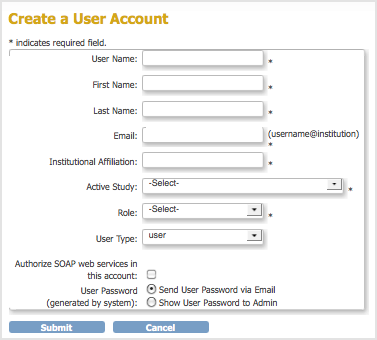 Create a User Account
* indicates required field.
User Name: *
First Name: *
Last Name: *
Email: (username@institution)
*
Institutional Affiliation: *
Active Study: -Select- *
Role: -Select- *
User Type: user
Authorize SOAP web services in
this account:
User Password Send User Password via Email
(generated by system): Show User Password to Admin
Submit Cancel